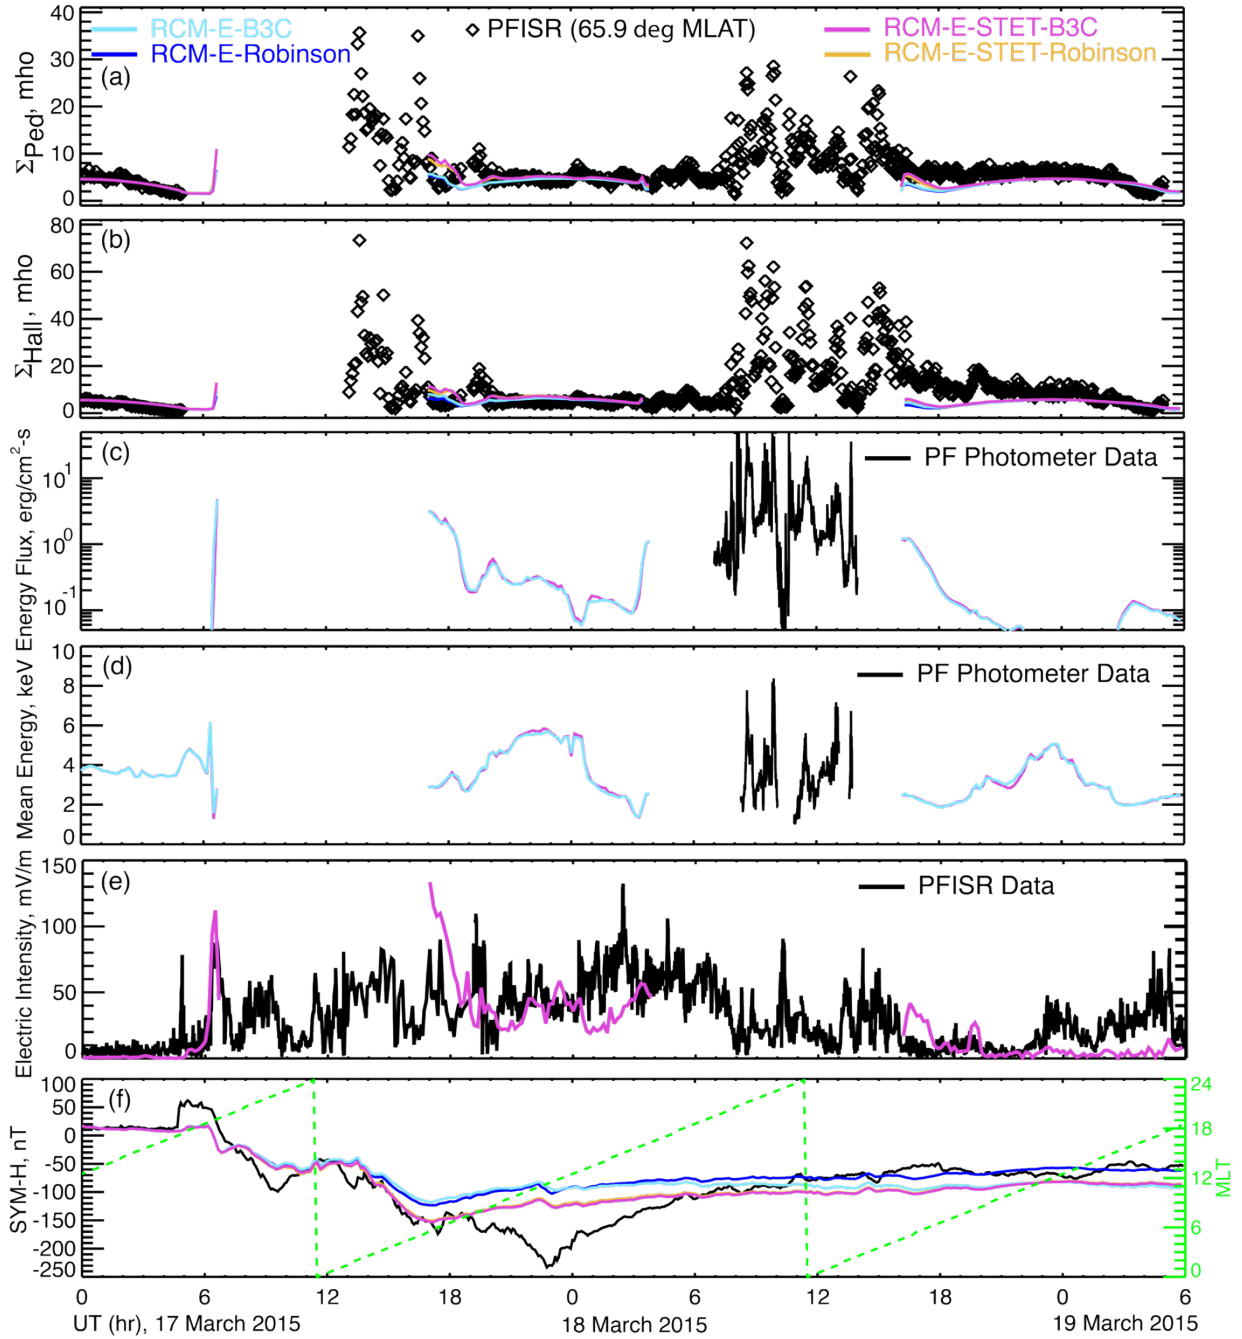 RCM-E-B3C
PFISR (65.9 deg MLAT)
RCM-E-STET-B3C
RCM-E-Robinson
RCM-E-STET-Robinson
(a)
40
30
20
10
0
ΣPed, mho
(b)
80
60
40
20
0
ΣHall, mho
(c)
PF Photometer Data
10^1
10^0
10^-1
Energy Flux, erg/cm^2-s
(d)
PF Photometer Data
10
8
6
4
2
0
Mean Energy, keV
(e)
PFISR Data
150
100
50
0
Electric Intensity, mV/m
(f)
100
50
0
-50
-100
-150
-200
-250
SYM-H, nT
24
18
12
6
0
MLT
0 6 12 18 0 6 12 18 0 6
UT (hr), 17 March 2015
18 March 2015
19 March 2015